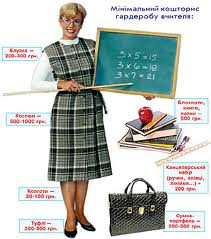 Мінімальний кошторис
гардеробу вчителя:
Блузка —
200-400 грн.
3 × 5 = 15
3 × 6 = 18
3 × 7 = 21
Костюм —
500-1000 грн.
Блокноти,
книги,
папки —
500 грн.
Канцелярський
набір
(ручки, олівці,
лінійки...) —
200 грн.
Колготи —
50-100 грн.
Туфлі —
200-500 грн.
Сумка-
портфель —
200-500 грн.